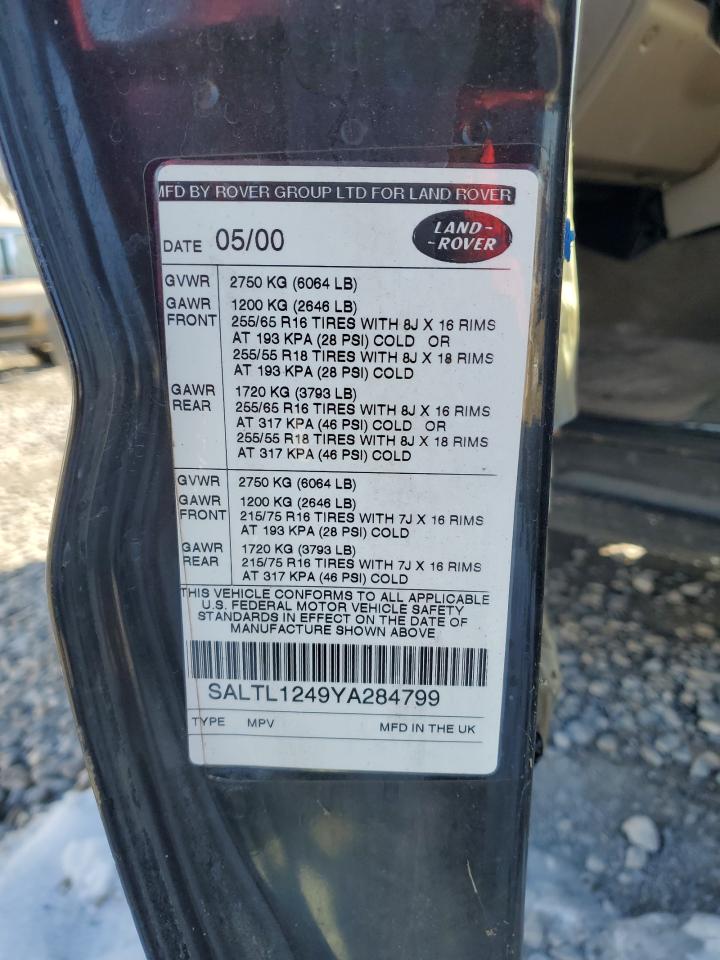 MFD BY ROVER GROUP LTD FOR LAND ROVER
DATE 05/00
LAND-
-ROVER
GVWR 2750 KG (6064 LB)
GAWR 1200 KG (2646 LB)
FRONT 255/65 R16 TIRES WITH 8J X 16 RIMS
AT 193 KPA (28 PSI) COLD OR
255/55 R18 TIRES WITH 8J X 18 RIMS
AT 193 KPA (28 PSI) COLD
GAWR 1720 KG (3793 LB)
REAR 255/65 R16 TIRES WITH 8J X 16 RIMS
AT 317 KPA (46 PSI) COLD OR
255/55 R18 TIRES WITH 8J X 18 RIMS
AT 317 KPA (46 PSI) COLD
GVWR 2750 KG (6064 LB)
GAWR 1200 KG (2646 LB)
FRONT 215/75 R16 TIRES WITH 7J X 16 RIMS
AT 193 KPA (28 PSI) COLD
GAWR 1720 KG (3793 LB)
REAR 215/75 R16 TIRES WITH 7J X 16 RIMS
AT 317 KPA (46 PSI) COLD
THIS VEHICLE CONFORMS TO ALL APPLICABLE
U.S. FEDERAL MOTOR VEHICLE SAFETY
STANDARDS IN EFFECT ON THE DATE OF
MANUFACTURE SHOWN ABOVE
SALTL1249YA284799
TYPE MPV MFD IN THE UK